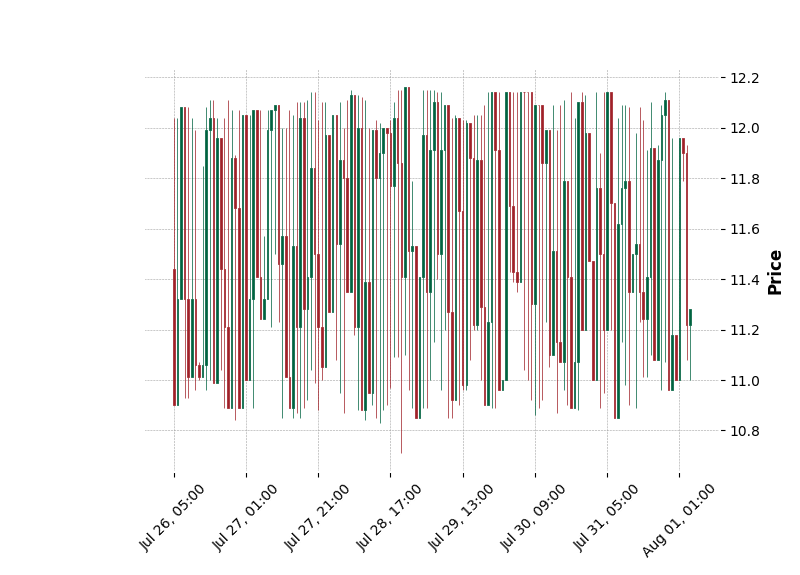 12.2
12.0
11.8
11.6
11.4
11.2
11.0
10.8
Price
Jul 26, 05:00
Jul 27, 01:00
Jul 27, 21:00
Jul 28, 17:00
Jul 29, 13:00
Jul 30, 09:00
Jul 31, 05:00
Aug 01, 01:00